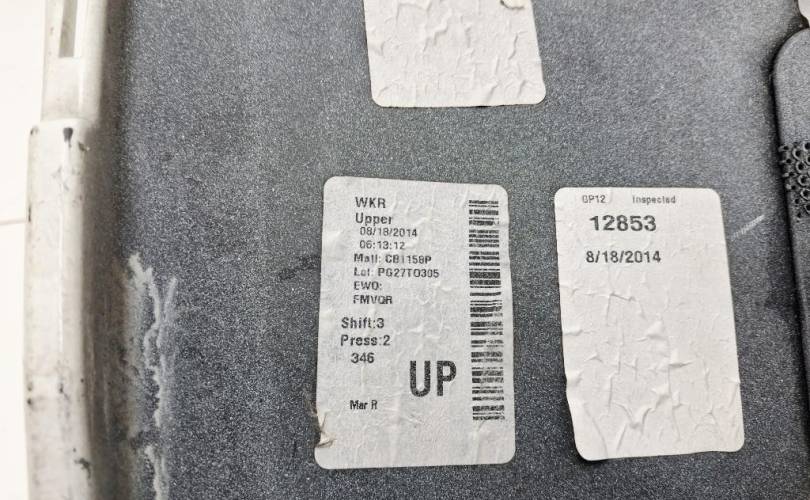 WKR
Upper
08/18/2014
06:13:12
Matl: CB1159P
Lot: PG27TO305
EWO:
FMVQR
Shift:3
Press:2
346
UP
Mar R
GP12 Inspected
12853
8/18/2014